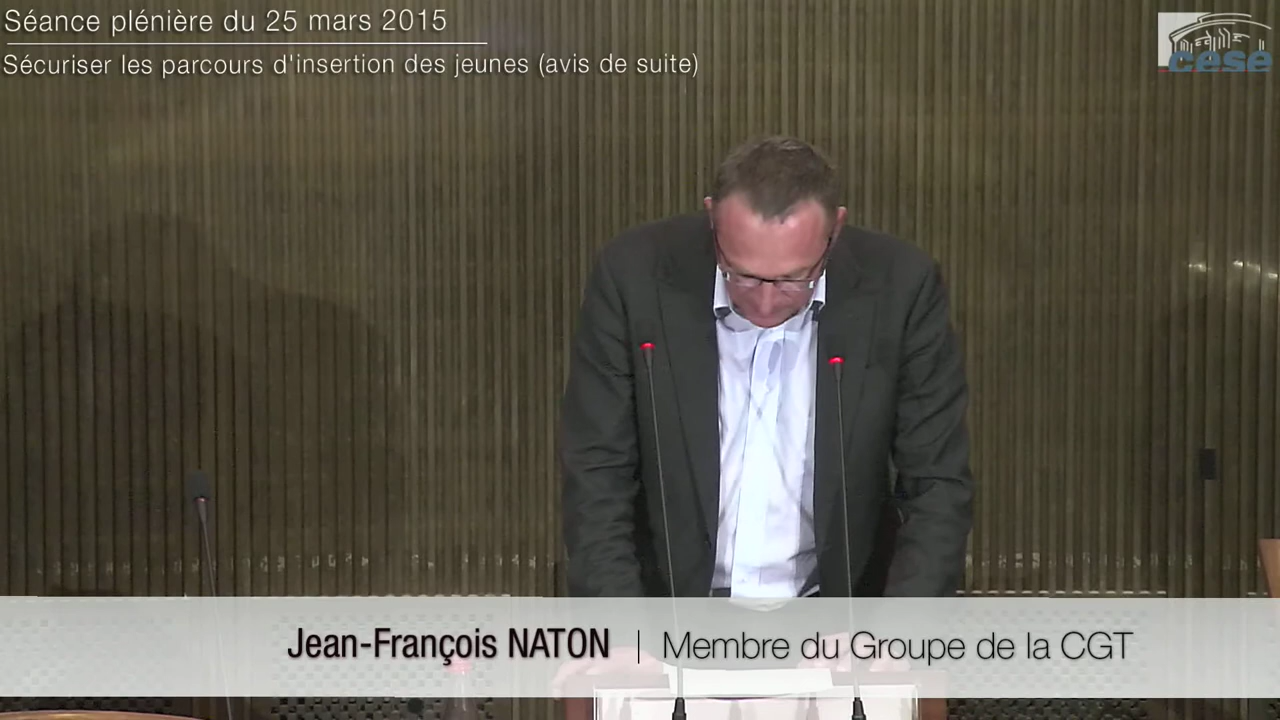 Séance plénière du 25 mars 2015
Sécuriser les parcours d'insertion des jeunes (avis de suite)
cese
Jean-François NATON | Membre du Groupe de la CGT